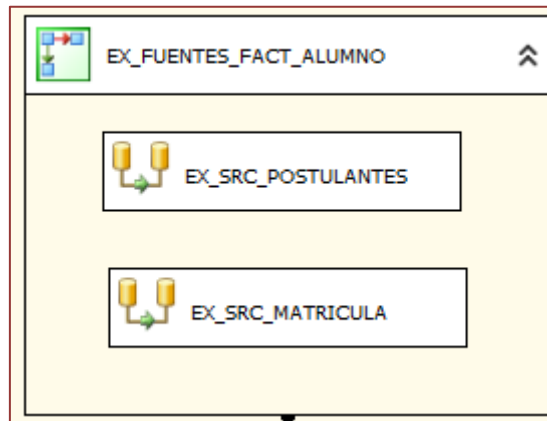 EX_FUENTES_FACT_ALUMNO
EX_SRC_POSTULANTES
EX_SRC_MATRICULA